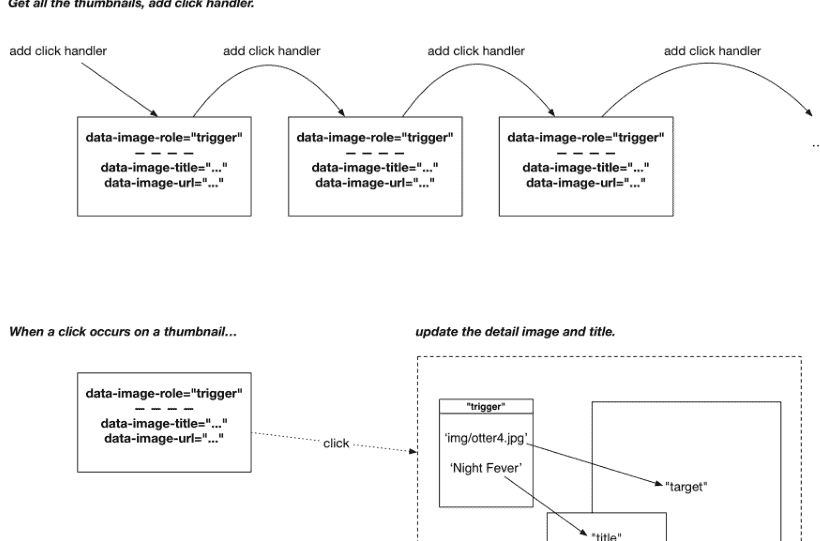 Get all the thumbnails, add click handler.
add click handler
add click handler
add click handler
add click handler
data-image-role="trigger"
data-image-title="..."
data-image-url="..."
data-image-role="trigger"
data-image-title="..."
data-image-url="..."
data-image-role="trigger"
data-image-title="..."
data-image-url="..."
..
When a click occurs on a thumbnail…
update the detail image and title.
data-image-role="trigger"
data-image-title="..."
data-image-url="..."
click
"trigger"
‘img/otter4.jpg’
‘Night Fever’
"target"
"title"